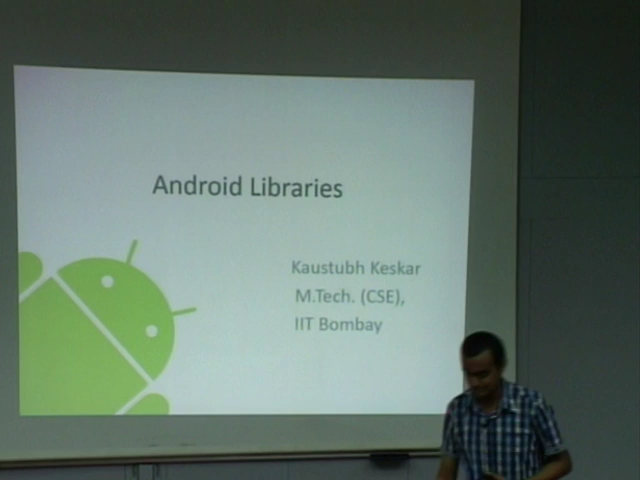 Android Libraries
Kaustubh Keskar
M.Tech. (CSE),
IIT Bombay